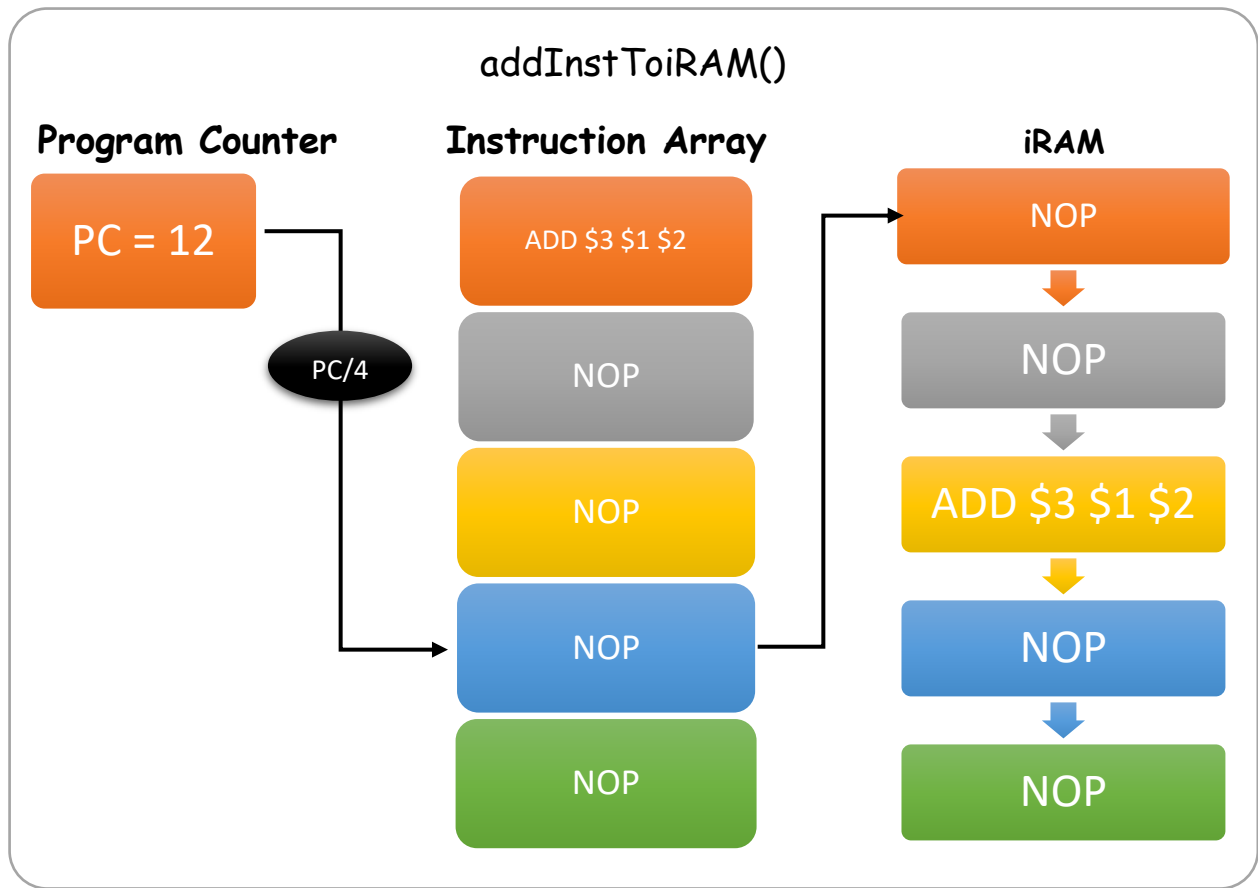 addInstToiRAM()
Program Counter
PC = 12
PC/4
Instruction Array
ADD $3 $1 $2
NOP
NOP
NOP
NOP
iRAM
NOP
NOP
ADD $3 $1 $2
NOP
NOP